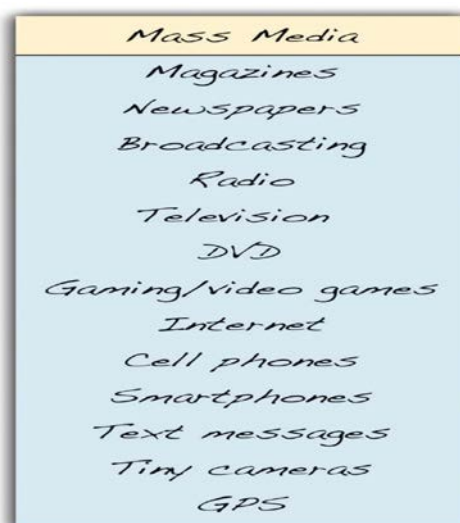 Mass Media
Magazines
Newspapers
Broadcasting
Radio
Television
DVD
Gaming/video games
Internet
Cell phones
Smartphones
Text messages
Tiny cameras
GPS